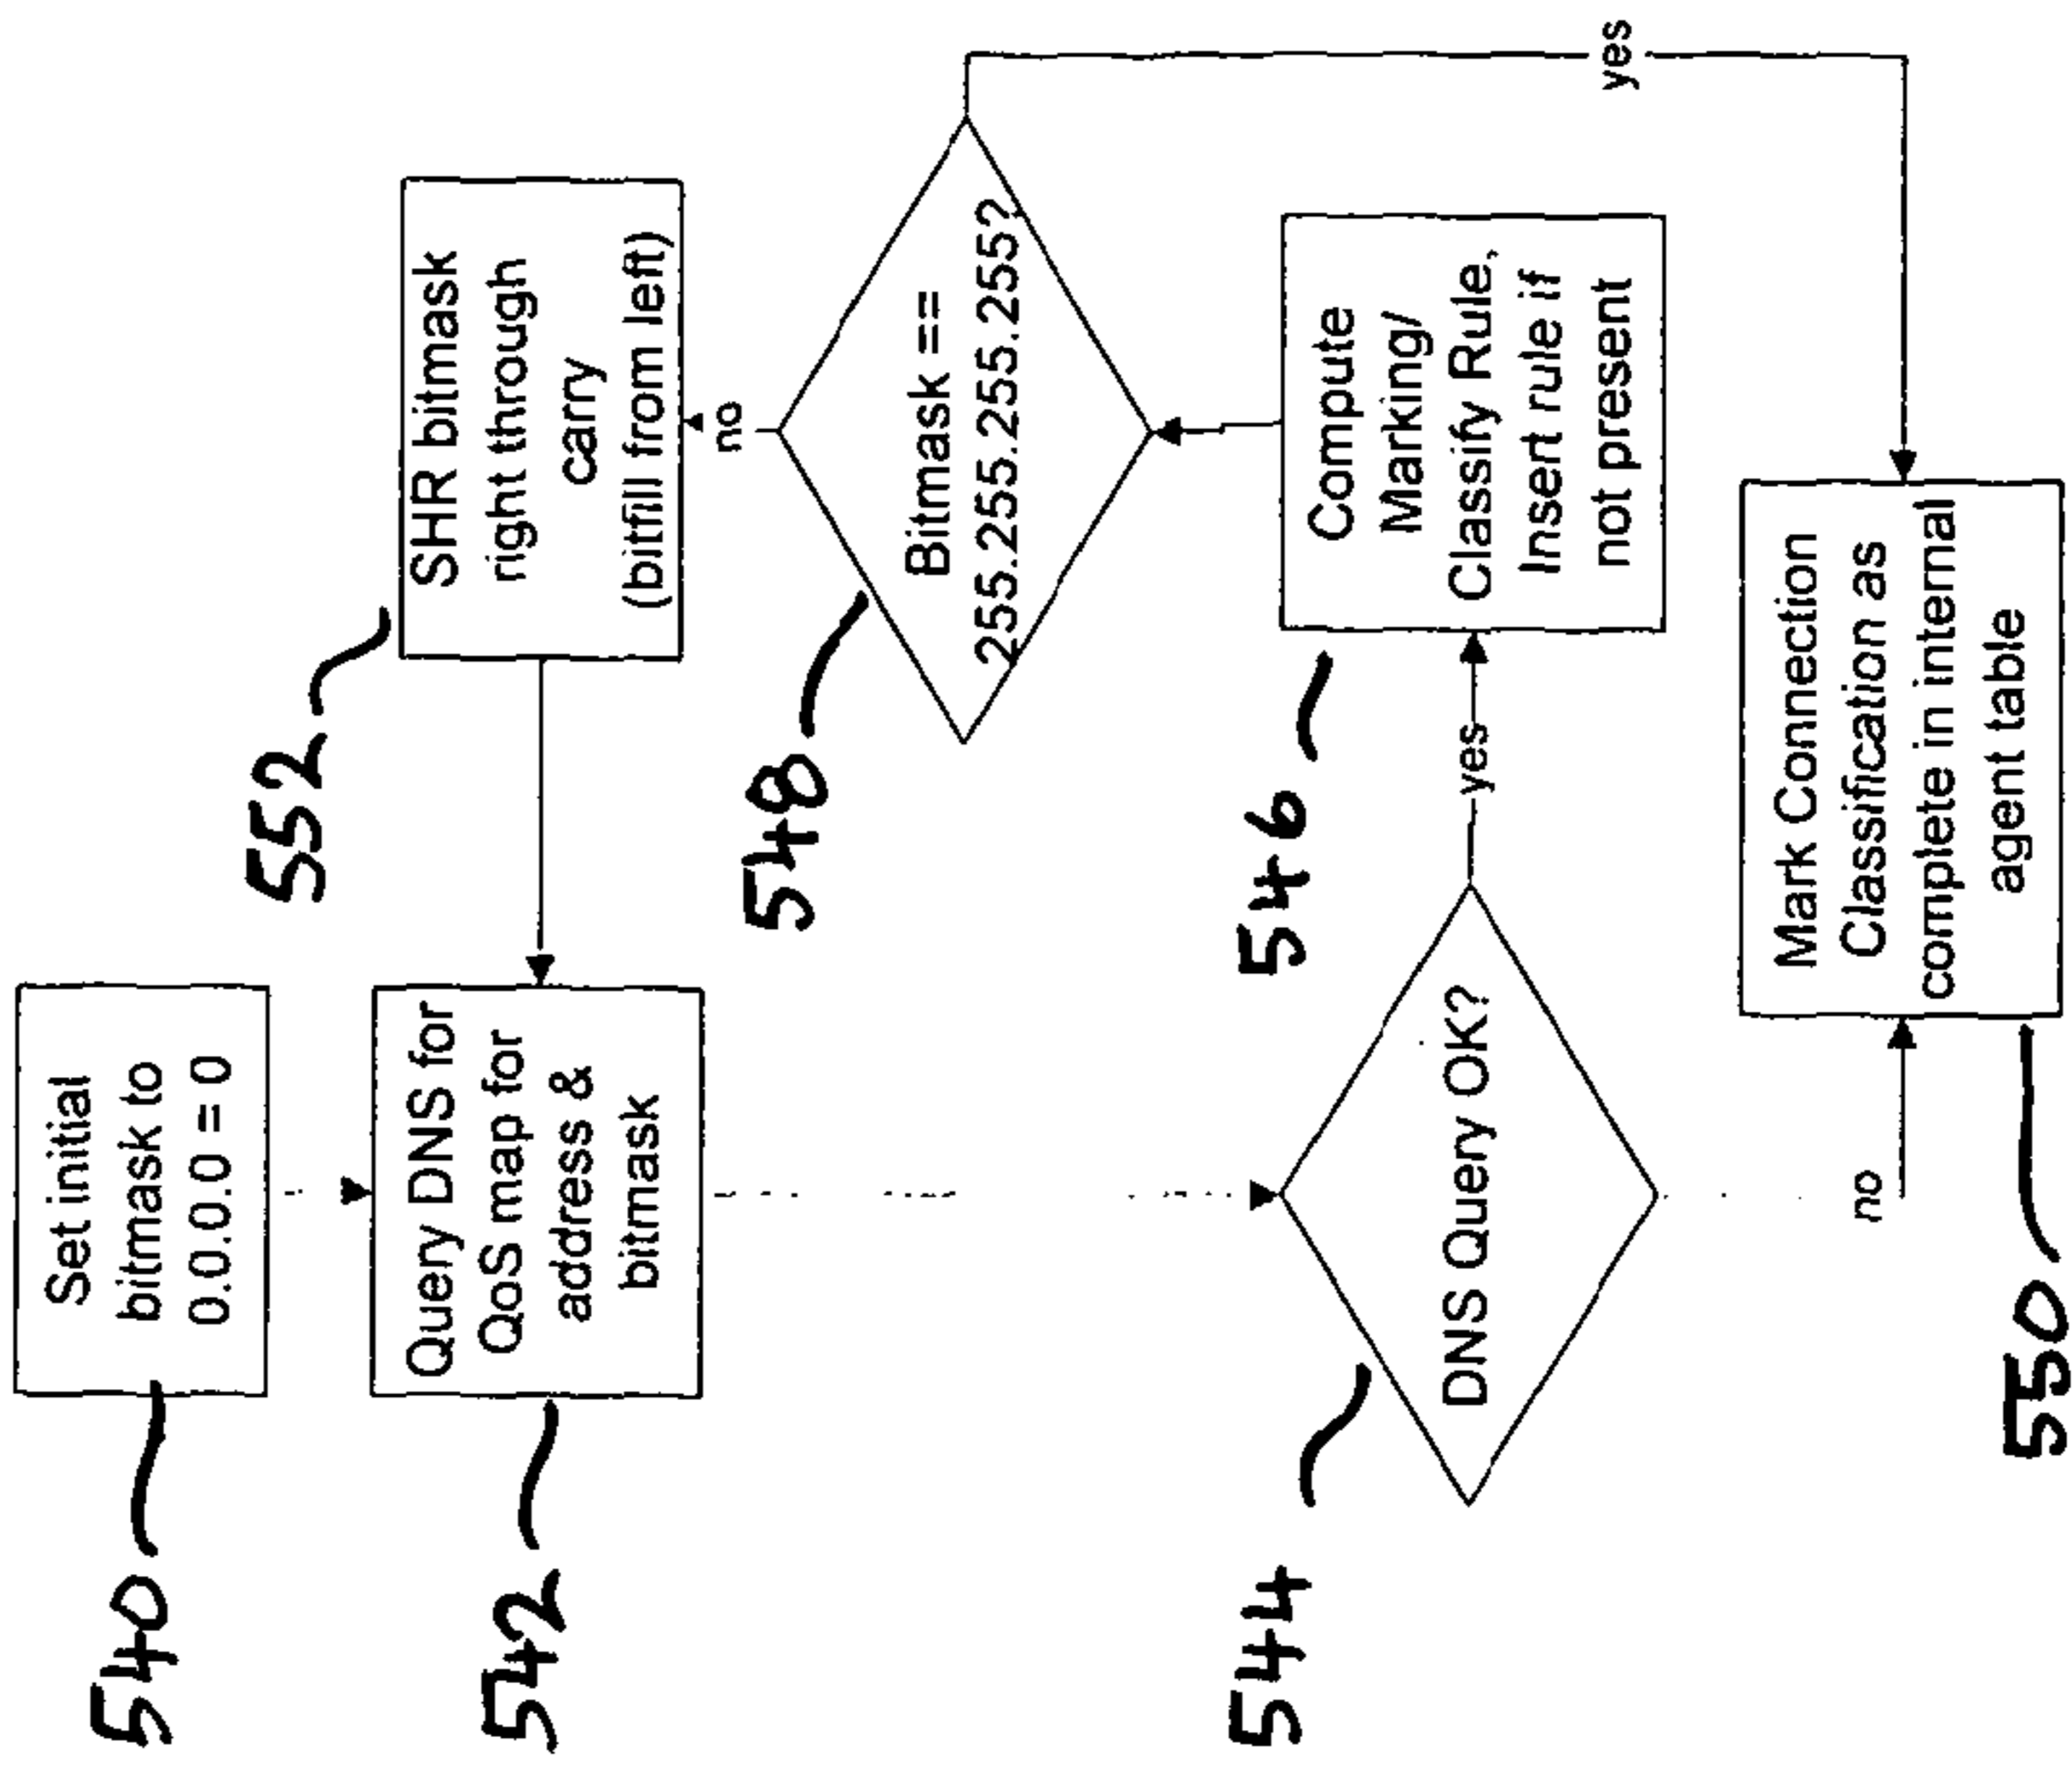 540
Set initial
bitmask to
0.0.0.0 = 0
542
Query DNS for
QoS map for
address &
bitmask
552
SHR bitmask
right through
carry
(bitfill from left)
no
548
Bitmask ==
255.255.255.255?
yes
544
DNS Query OK?
yes
546
Compute
Marking/
Classify Rule,
Insert rule if
not present
no
550
Mark Connection
Classification as
complete in internal
agent table